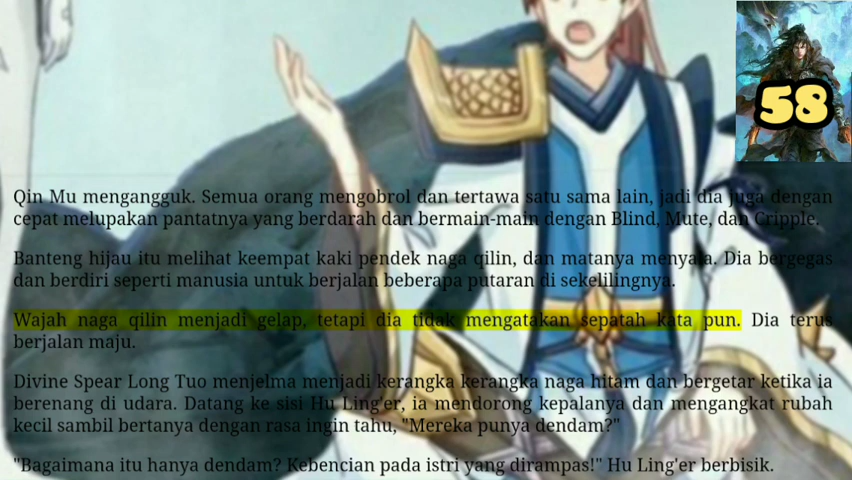 58
Qin Mu mengangguk. Semua orang mengobrol dan tertawa satu sama lain, jadi dia juga dengan
cepat melupakan pantatnya yang berdarah dan bermain-main dengan Blind, Mute, dan Cripple.
Banteng hijau itu melihat keempat kaki pendek naga qilin, dan matanya menyala. Dia bergegas
dan berdiri seperti manusia untuk berjalan beberapa putaran di sekelilingnya.
Wajah naga qilin menjadi gelap, tetapi dia tidak mengatakan sepatah kata pun. Dia terus
berjalan maju.
Divine Spear Long Tuo menjelma menjadi kerangka kerangka naga hitam dan bergetar ketika ia
berenang di udara. Datang ke sisi Hu Ling'er, ia mendorong kepalanya dan mengangkat rubah
kecil sambil bertanya dengan rasa ingin tahu, "Mereka punya dendam?"
"Bagaimana itu hanya dendam? Kebencian pada istri yang dirampas!" Hu Ling'er berbisik.